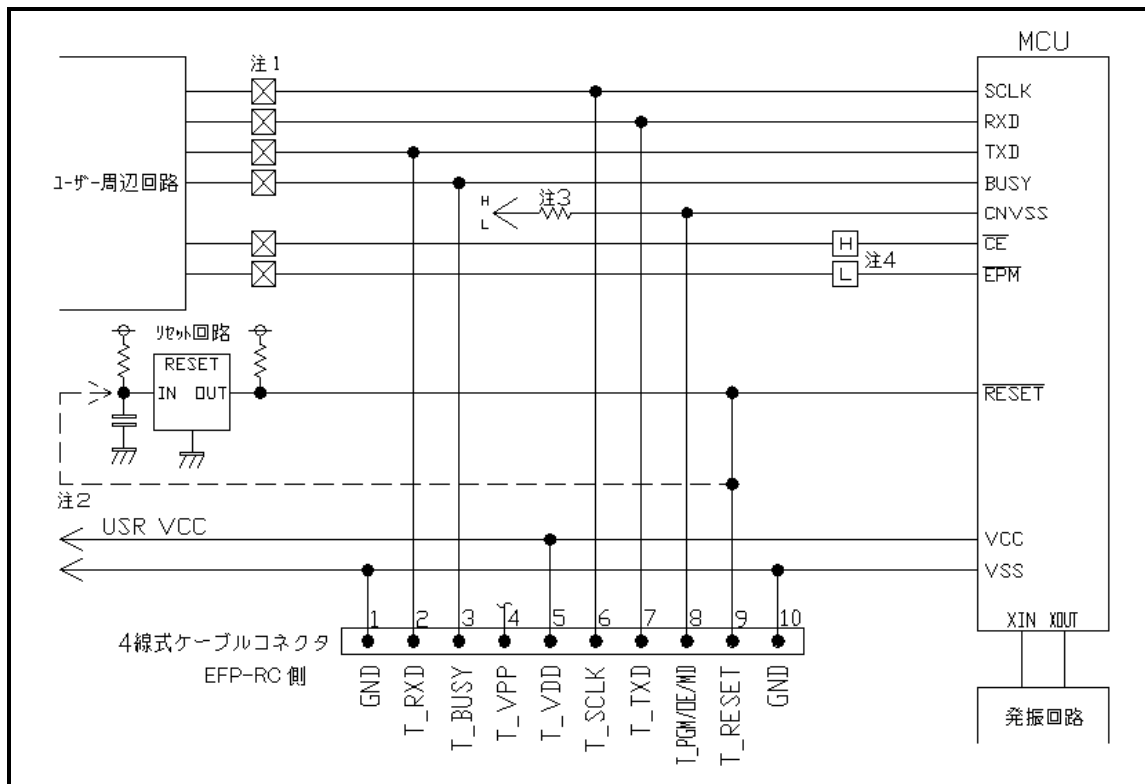 MCU
注1
SCLK
RXD
TXD
BUSY
CNVSS
CE
EPM
RESET
VCC
VSS
XIN XOUT
ユーザー周辺回路
H
L
注3
H
L
注4
リセット回路
RESET
IN OUT
注2
USR VCC
1 2 3 4 5 6 7 8 9 10
4線式ケーブルコネクタ
EFP-RC 側
GND
T_RXD
T_BUSY
T_VPP
T_VDD
T_SCLK
T_TXD
T_PGM/OE/MD
T_RESET
GND
発振回路